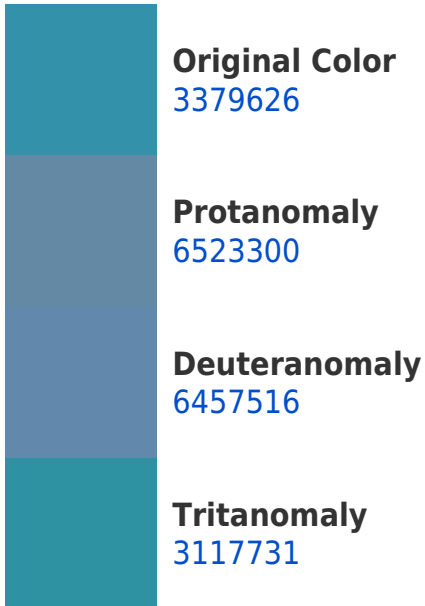 Original Color
3379626
Protanomaly
6523300
Deuteranomaly
6457516
Tritanomaly
3117731